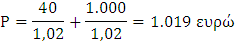 P = 40/1,02 + 1.000/1,02 = 1.019 ευρώ